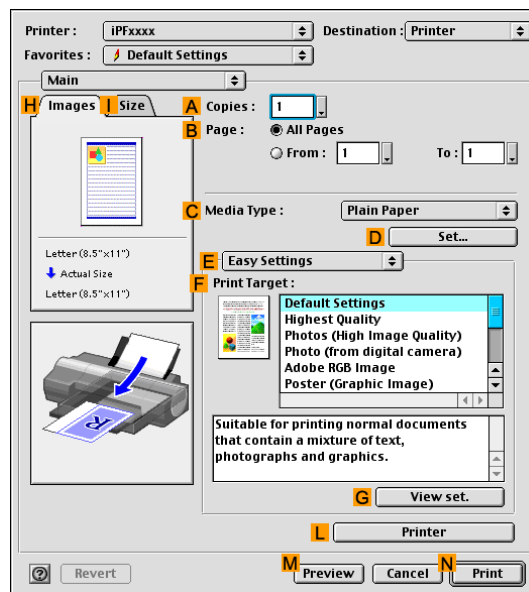 Printer : iPFxxxx Destination : Printer
Favorites : Default Settings
Main
H Images I Size
A Copies : 1
B Page : All Pages
From : 1 To : 1
C Media Type : Plain Paper
D Set...
Letter (8.5"x11")
Actual Size
Letter (8.5"x11")
E Easy Settings
F Print Target :
Default Settings
Highest Quality
Photos (High Image Quality)
Photo (from digital camera)
Adobe RGB Image
Poster (Graphic Image)
R
Suitable for printing normal documents
that contain a mixture of text,
photographs and graphics.
G View set.
L Printer
? Revert M Preview Cancel N Print